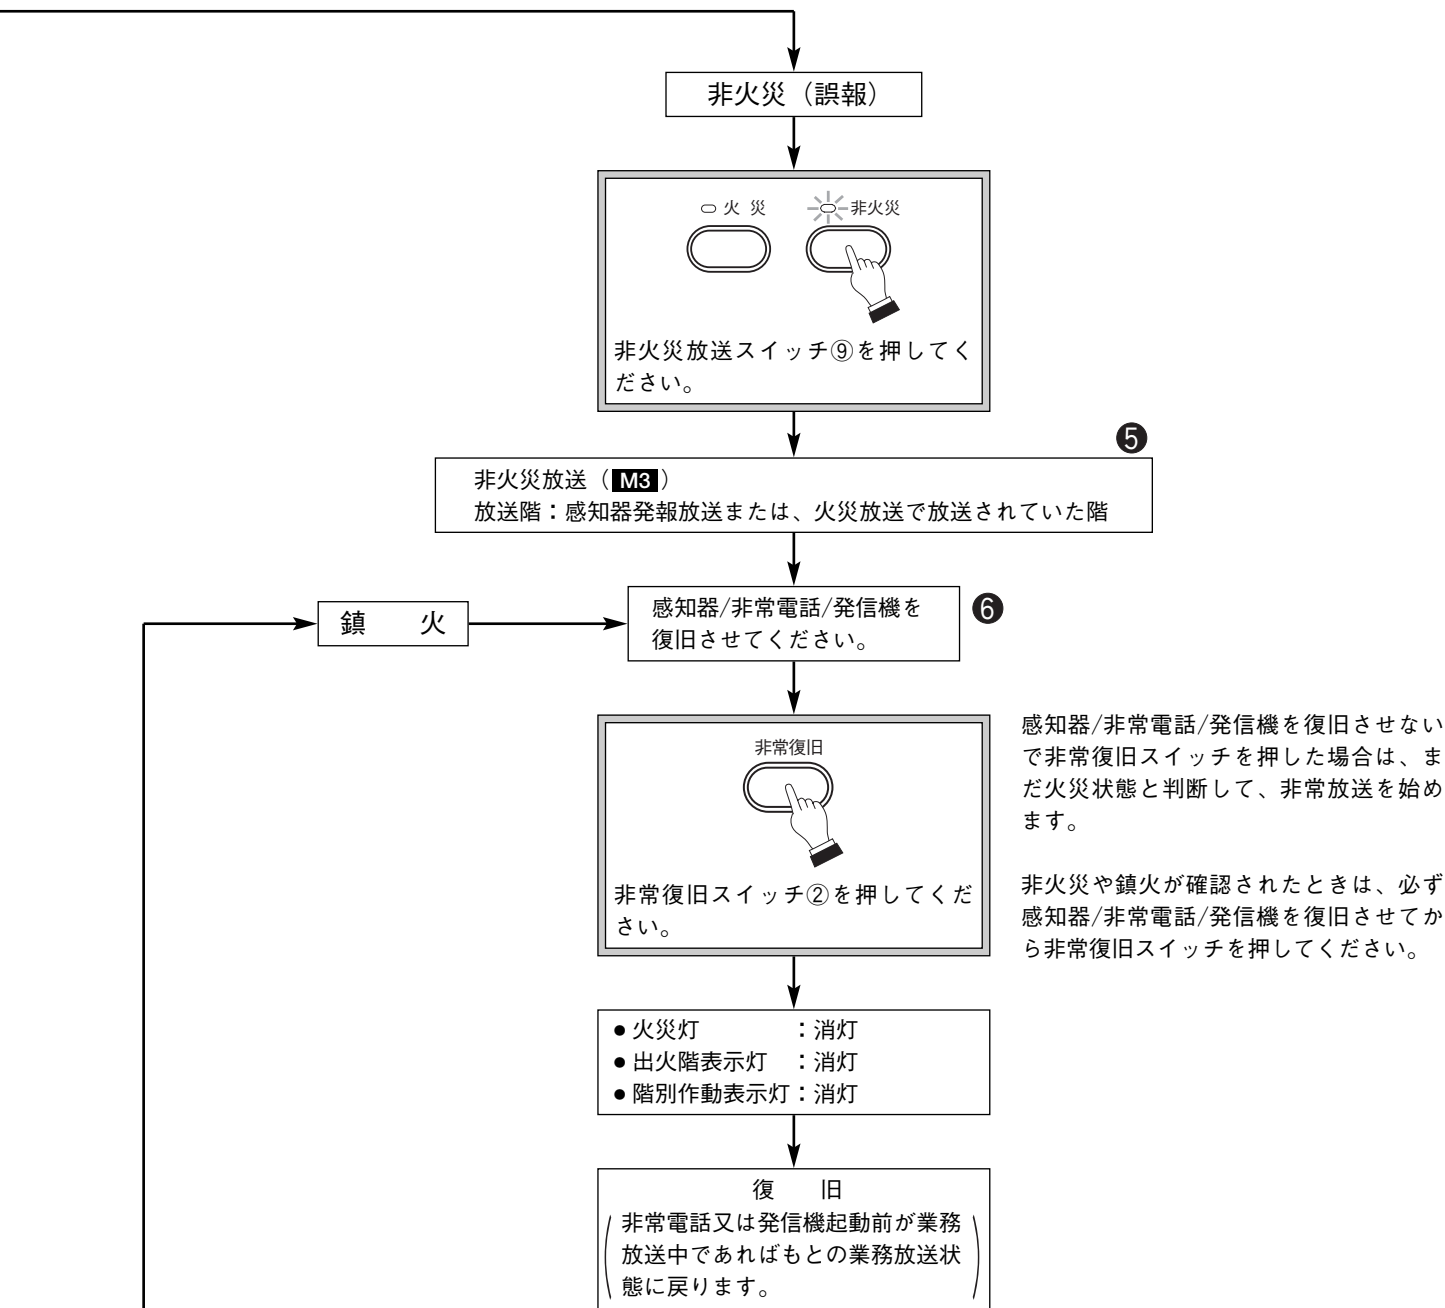 非火災（誤報）
火 災
非火災
非火災放送スイッチ⑨を押してく
ださい。
❺
非火災放送（M3）
放送階：感知器発報放送または、火災放送で放送されていた階
鎮　火
感知器/非常電話/発信機を
復旧させてください。
❻
非常復旧
非常復旧スイッチ②を押してくだ
さい。
感知器/非常電話/発信機を復旧させない
で非常復旧スイッチを押した場合は、ま
だ火災状態と判断して、非常放送を始め
ます。
非火災や鎮火が確認されたときは、必ず
感知器/非常電話/発信機を復旧させてか
ら非常復旧スイッチを押してください。
●火災灯　　　　：消灯
●出火階表示灯　：消灯
●階別作動表示灯：消灯
復　旧
非常電話又は発信機起動前が業務
放送中であればもとの業務放送状
態に戻ります。